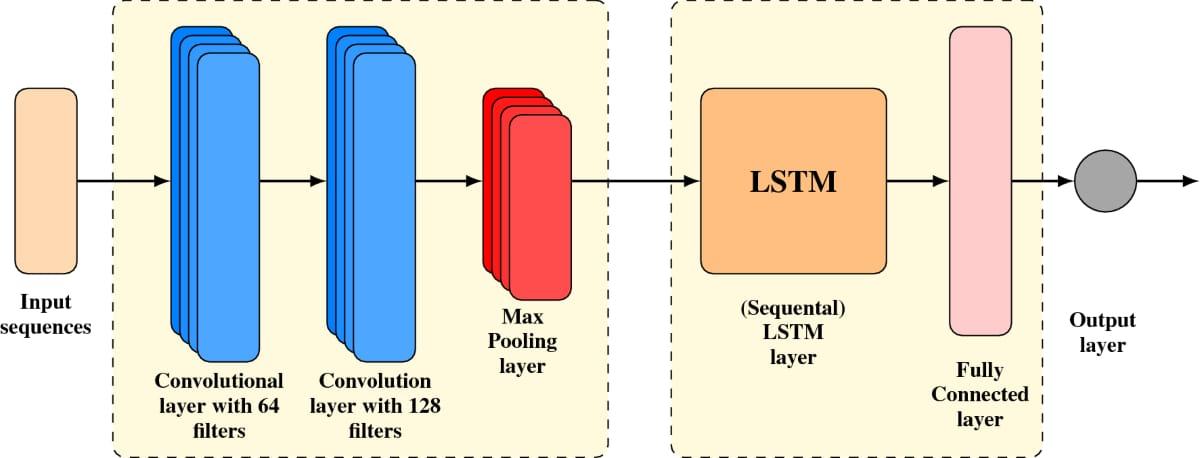 Input
sequences
Convolutional
layer with 64
filters
Convolution
layer with 128
filters
Max
Pooling
layer
LSTM
(Sequental)
LSTM
layer
Fully
Connected
layer
Output
layer